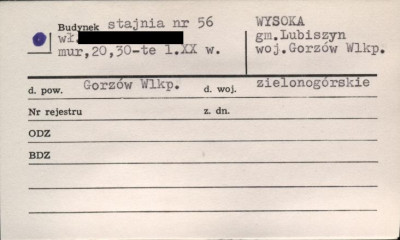 Budynek stajnia nr 56
wł.
mur,20,30-te l.XX w.
WYSOKA
gm.Lubiszyn
woj.Gorzów Wlkp.
d. pow. Gorzów Wlkp. d. woj. zielonogórskie
Nr rejestru z. dn.
ODZ
BDZ